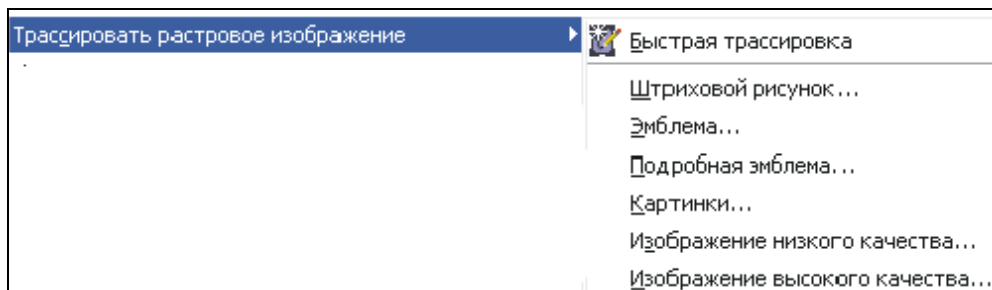 Трассировать растровое изображение
Быстрая трассировка
Штриховой рисунок...
Эмблема...
Подробная эмблема...
Картинки...
Изображение низкого качества...
Изображение высокого качества...